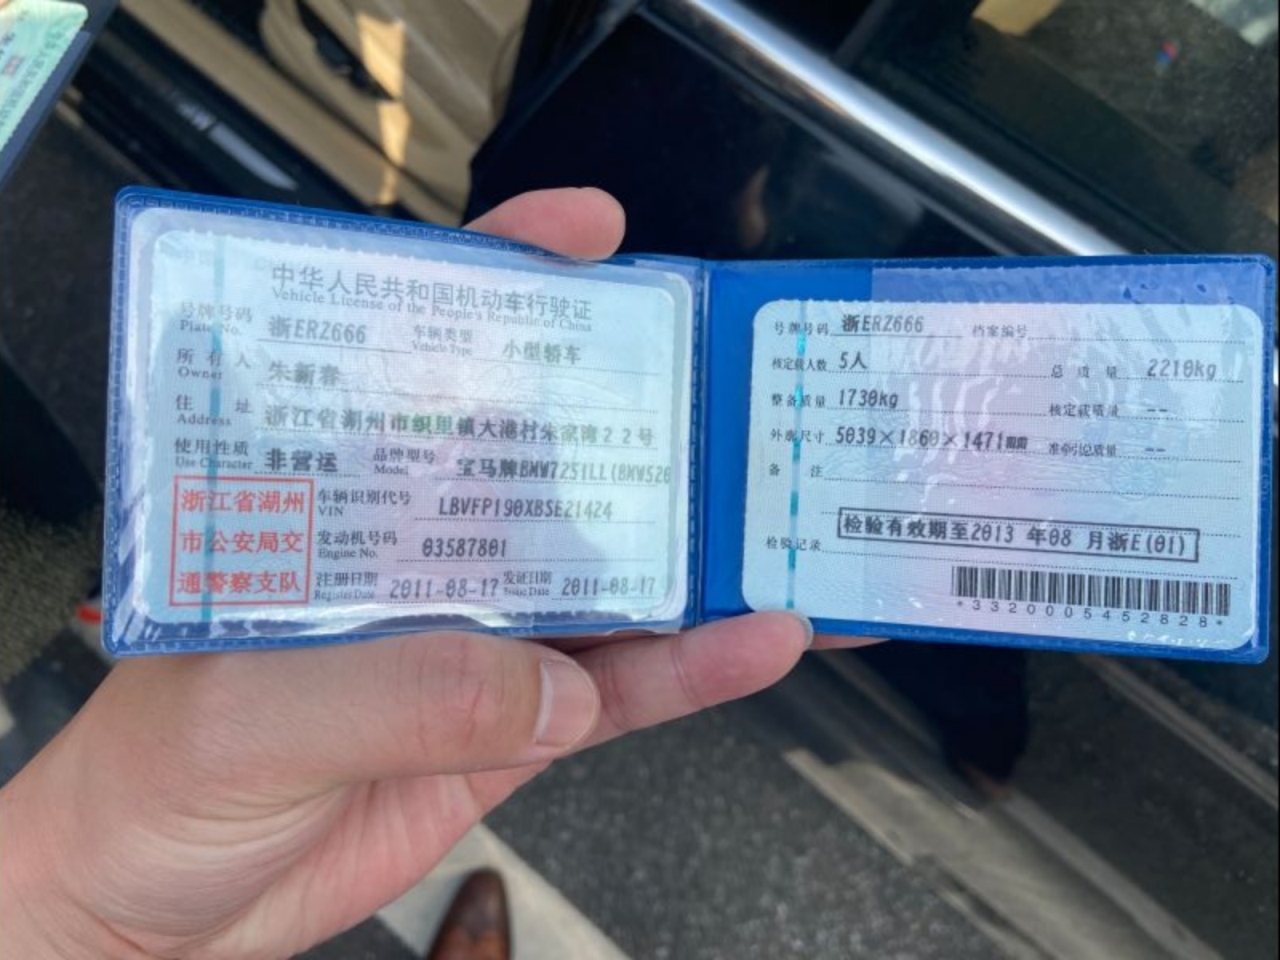 中华人民共和国机动车行驶证
Vehicle License of the People's Republic of China
号牌号码 浙ERZ666 车辆类型 小型轿车
Plate No. Vehicle Type
所有人 朱新春
Owner
住址 浙江省湖州市织里镇大港村朱家湾22号
Address
使用性质 非营运 品牌型号 宝马牌BMW7251LL(BMW520
Use Character Model
浙江省湖州
市公安局交
通警察支队
车辆识别代号 LBVFP190XBSE21424
VIN
发动机号码 03587801
Engine No.
注册日期 2011-08-17 发证日期 2011-08-17
Register Date Issue Date
号牌号码 浙ERZ666 档案编号
核定载人数 5人 总质量 2210kg
整备质量 1730kg 核定载质量 --
外廓尺寸 5039×1860×1471mm 准牵引总质量 --
备注
检验有效期至2013 年08 月浙E(01)
检验记录
*3320005452828*